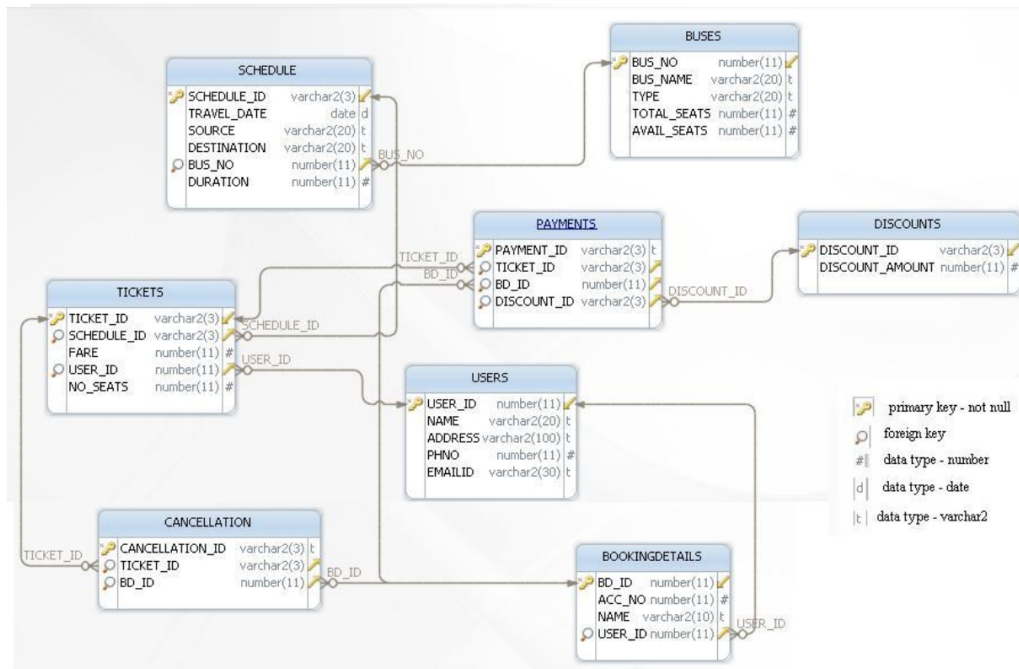 BUSES
BUS_NO number(11)
BUS_NAME varchar2(20) t
TYPE varchar2(20) t
TOTAL_SEATS number(11) #
AVAIL_SEATS number(11) #
SCHEDULE
SCHEDULE_ID varchar2(3)
TRAVEL_DATE date d
SOURCE varchar2(20) t
DESTINATION varchar2(20) t
BUS_NO number(11)
DURATION number(11) #
BUS_NO
PAYMENTS
PAYMENT_ID varchar2(3) t
TICKET_ID varchar2(3)
BD_ID number(11)
DISCOUNT_ID varchar2(3)
TICKET_ID
BD_ID
DISCOUNT_ID
DISCOUNTS
DISCOUNT_ID varchar2(3)
DISCOUNT_AMOUNT number(11) #
TICKETS
TICKET_ID varchar2(3)
SCHEDULE_ID varchar2(3)
FARE number(11) #
USER_ID number(11)
NO_SEATS number(11) #
SCHEDULE_ID
USER_ID
USERS
USER_ID number(11)
NAME varchar2(20) t
ADDRESS varchar2(100) t
PHNO number(11) #
EMAILID varchar2(30) t
primary key - not null
foreign key
# data type - number
d data type - date
t data type - varchar2
CANCELLATION
CANCELLATION_ID varchar2(3) t
TICKET_ID varchar2(3)
BD_ID number(11)
TICKET_ID
BD_ID
BOOKINGDETAILS
BD_ID number(11)
ACC_NO number(11) #
NAME varchar2(10) t
USER_ID number(11)
USER_ID